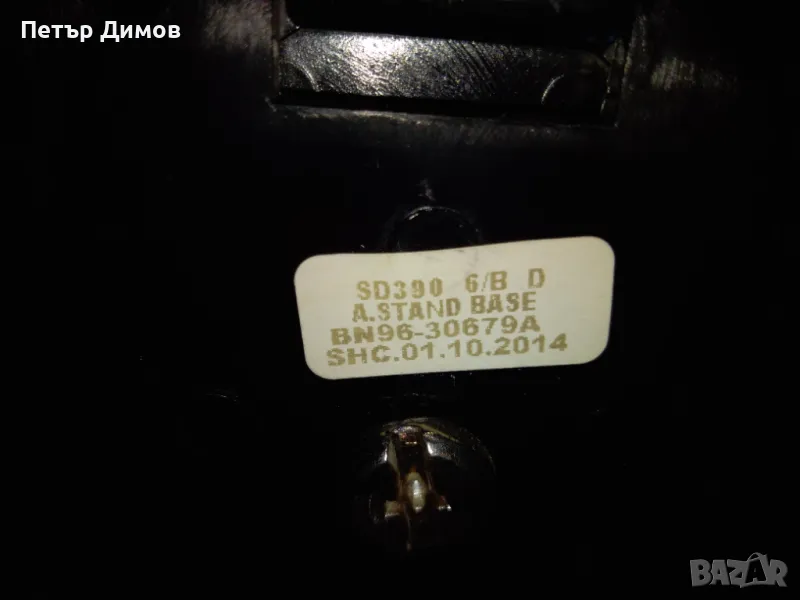 Петър Димов
SD390 6/B D
A.STAND BASE
BN96-30679A
SHC.01.10.2014
BAZAR